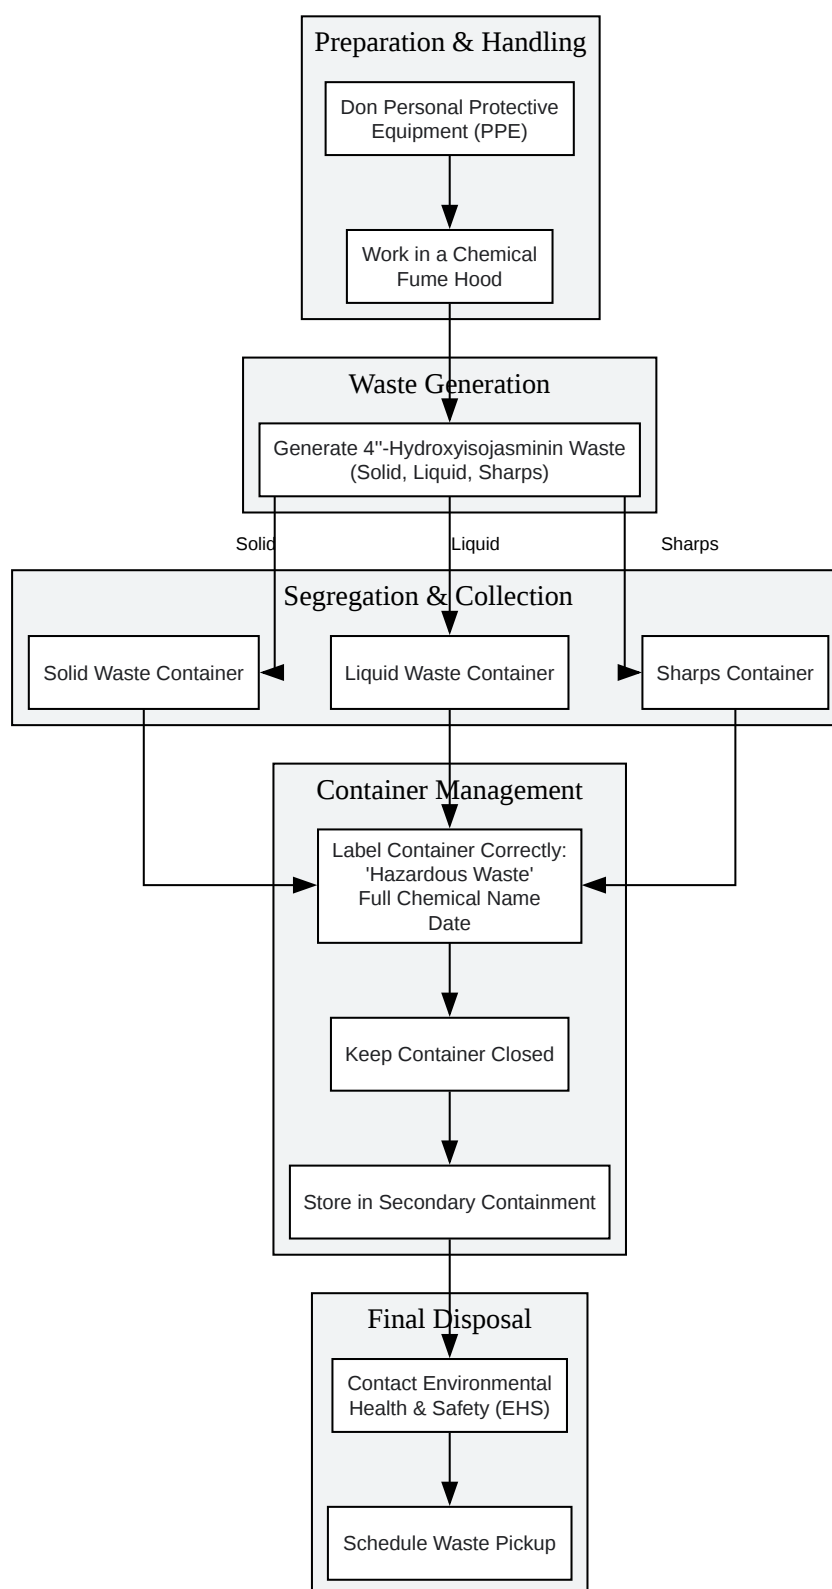 Preparation & Handling
Don Personal Protective
Equipment (PPE)
Work in a Chemical
Fume Hood
Waste Generation
Generate 4''-Hydroxyisojasminin Waste
(Solid, Liquid, Sharps)
Solid
Liquid
Sharps
Segregation & Collection
Solid Waste Container
Liquid Waste Container
Sharps Container
Container Management
Label Container Correctly:
'Hazardous Waste'
Full Chemical Name
Date
Keep Container Closed
Store in Secondary Containment
Final Disposal
Contact Environmental
Health & Safety (EHS)
Schedule Waste Pickup